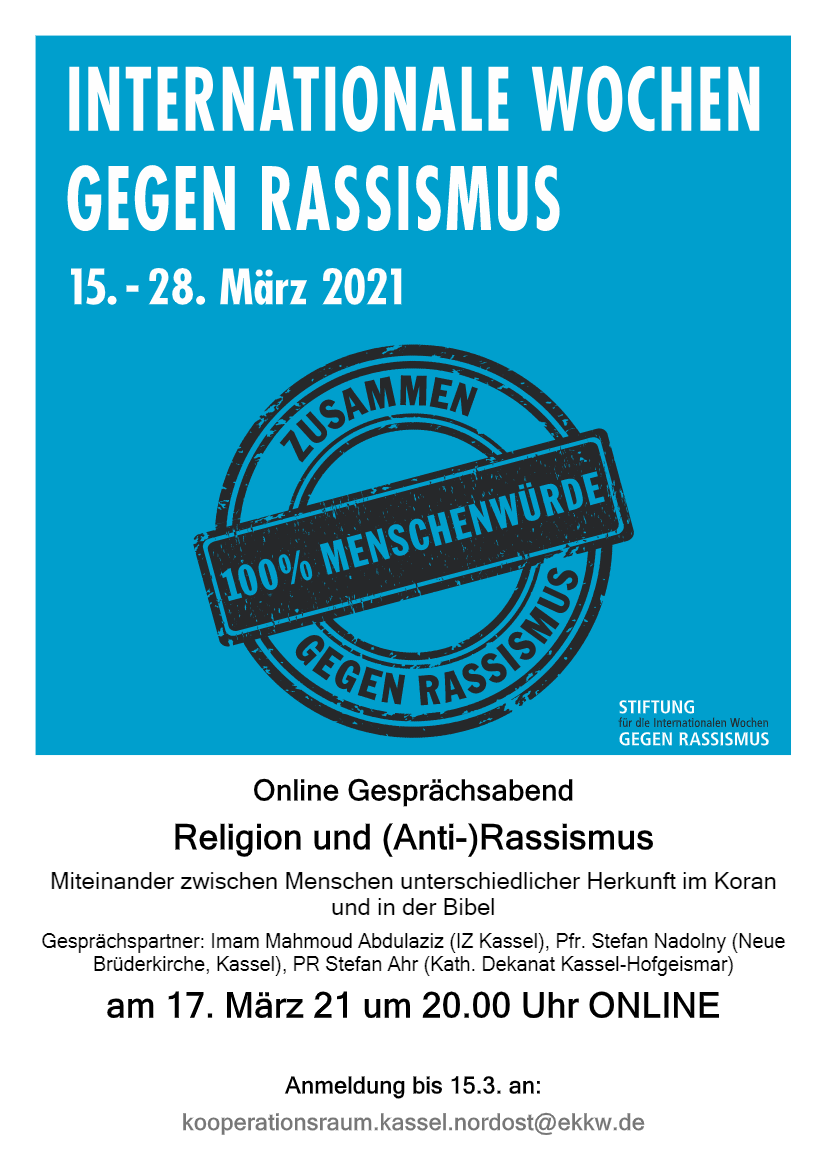 INTERNATIONALE WOCHEN
GEGEN RASSISMUS
15. - 28. März 2021
ZUSAMMEN
100% MENSCHENWÜRDE
GEGEN RASSISMUS
STIFTUNG
für die Internationalen Wochen
GEGEN RASSISMUS
Online Gesprächsabend
Religion und (Anti-)Rassismus
Miteinander zwischen Menschen unterschiedlicher Herkunft im Koran
und in der Bibel
Gesprächspartner: Imam Mahmoud Abdulaziz (IZ Kassel), Pfr. Stefan Nadolny (Neue
Brüderkirche, Kassel), PR Stefan Ahr (Kath. Dekanat Kassel-Hofgeismar)
am 17. März 21 um 20.00 Uhr ONLINE
Anmeldung bis 15.3. an:
kooperationsraum.kassel.nordost@ekkw.de